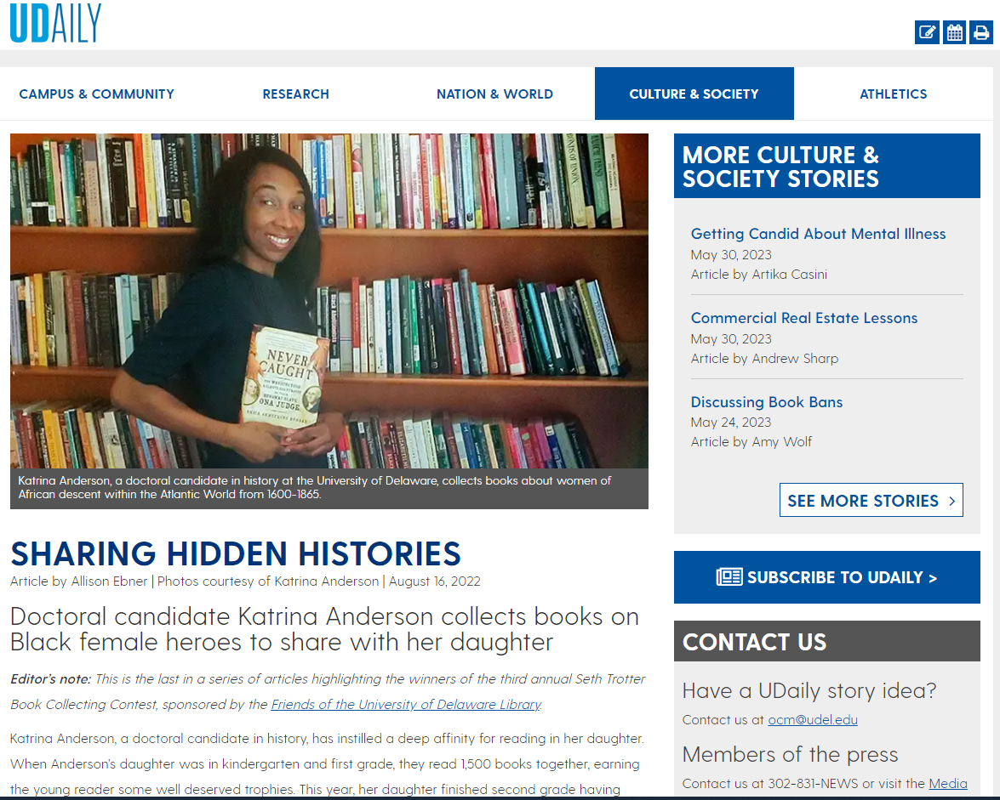 UDAILY
CAMPUS & COMMUNITY
RESEARCH
NATION & WORLD
CULTURE & SOCIETY
ATHLETICS
NEVER
CAUGHT
ONA JUDGE
Katrina Anderson, a doctoral candidate in history at the University of Delaware, collects books about women of
African descent within the Atlantic World from 1600-1865.
SHARING HIDDEN HISTORIES
Article by Allison Ebner | Photos courtesy of Katrina Anderson | August 16, 2022
Doctoral candidate Katrina Anderson collects books on
Black female heroes to share with her daughter
Editor's note: This is the last in a series of articles highlighting the winners of the third annual Seth Trotter
Book Collecting Contest, sponsored by the Friends of the University of Delaware Library.
Katrina Anderson, a doctoral candidate in history, has instilled a deep affinity for reading in her daughter.
When Anderson's daughter was in kindergarten and first grade, they read 1,500 books together, earning
the young reader some well deserved trophies. This year, her daughter finished second grade having
MORE CULTURE &
SOCIETY STORIES
Getting Candid About Mental Illness
May 30, 2023
Article by Artika Casini
Commercial Real Estate Lessons
May 30, 2023
Article by Andrew Sharp
Discussing Book Bans
May 24, 2023
Article by Amy Wolf
SEE MORE STORIES >
SUBSCRIBE TO UDAILY >
CONTACT US
Have a UDaily story idea?
Contact us at ocm@udel.edu
Members of the press
Contact us at 302-831-NEWS or visit the Media